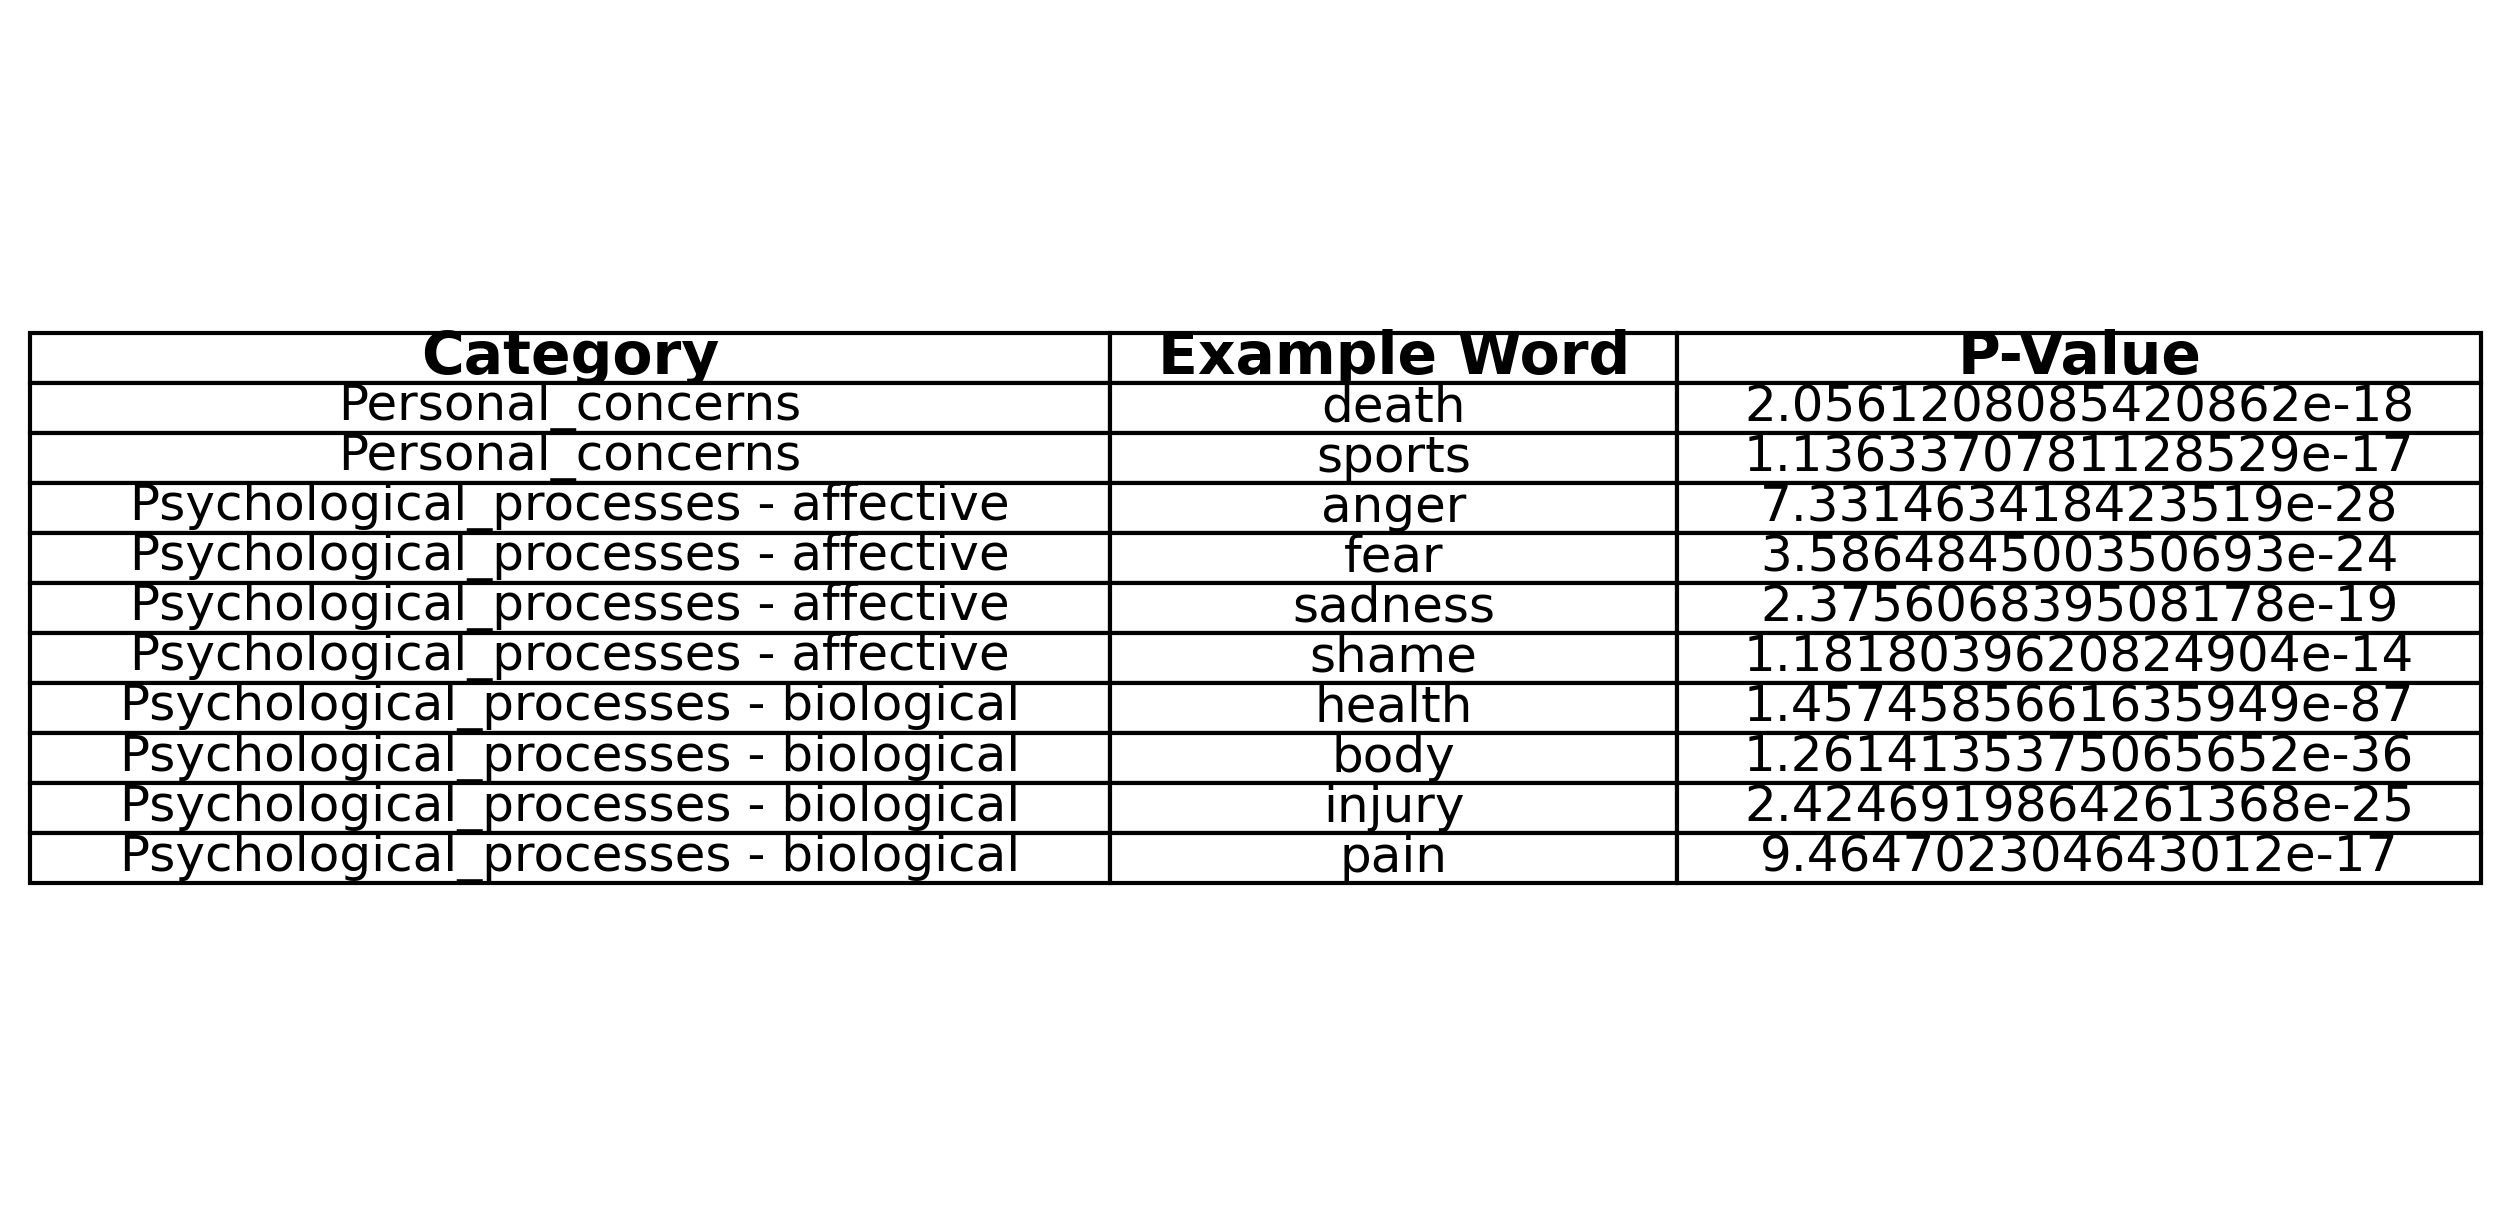 Category Example Word P-Value
Personal_concerns death 2.0561208085420862e-18
Personal_concerns sports 1.1363370781128529e-17
Psychological_processes - affective anger 7.331463418423519e-28
Psychological_processes - affective fear 3.586484500350693e-24
Psychological_processes - affective sadness 2.375606839508178e-19
Psychological_processes - affective shame 1.1818039620824904e-14
Psychological_processes - biological health 1.4574585661635949e-87
Psychological_processes - biological body 1.2614135375065652e-36
Psychological_processes - biological injury 2.4246919864261368e-25
Psychological_processes - biological pain 9.464702304643012e-17